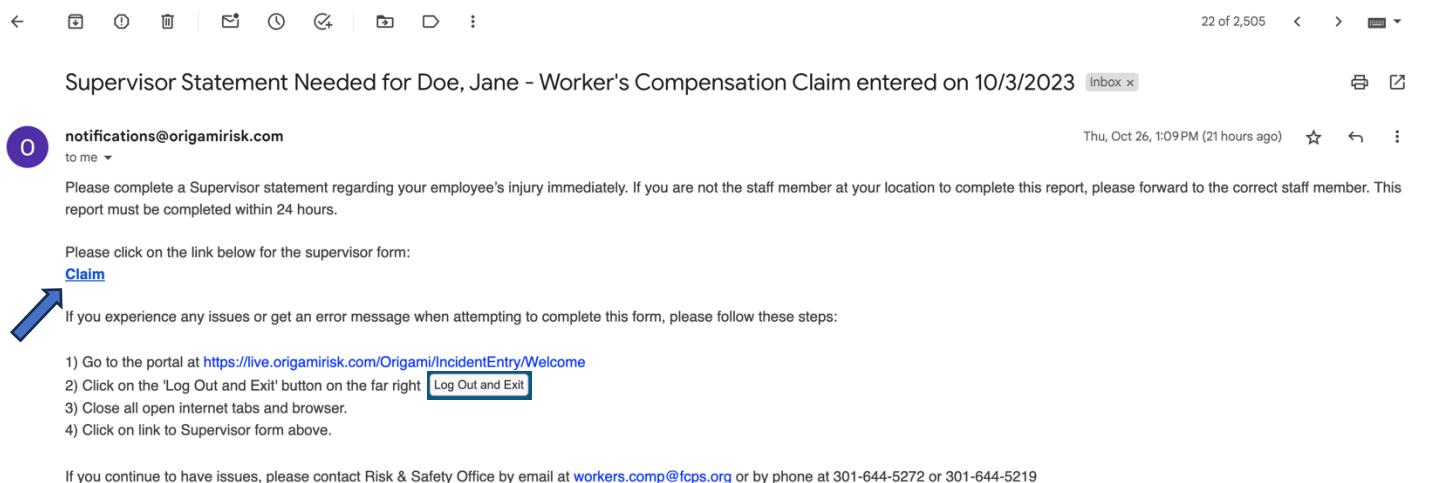 22 of 2,505
Supervisor Statement Needed for Doe, Jane - Worker's Compensation Claim entered on 10/3/2023 Inbox ×
O
notifications@origamirisk.com Thu, Oct 26, 1:09 PM (21 hours ago)
to me
Please complete a Supervisor statement regarding your employee's injury immediately. If you are not the staff member at your location to complete this report, please forward to the correct staff member. This
report must be completed within 24 hours.
Please click on the link below for the supervisor form:
Claim
If you experience any issues or get an error message when attempting to complete this form, please follow these steps:
1) Go to the portal at https://live.origamirisk.com/Origami/IncidentEntry/Welcome
2) Click on the 'Log Out and Exit' button on the far right Log Out and Exit
3) Close all open internet tabs and browser.
4) Click on link to Supervisor form above.
If you continue to have issues, please contact Risk & Safety Office by email at workers.comp@fcps.org or by phone at 301-644-5272 or 301-644-5219